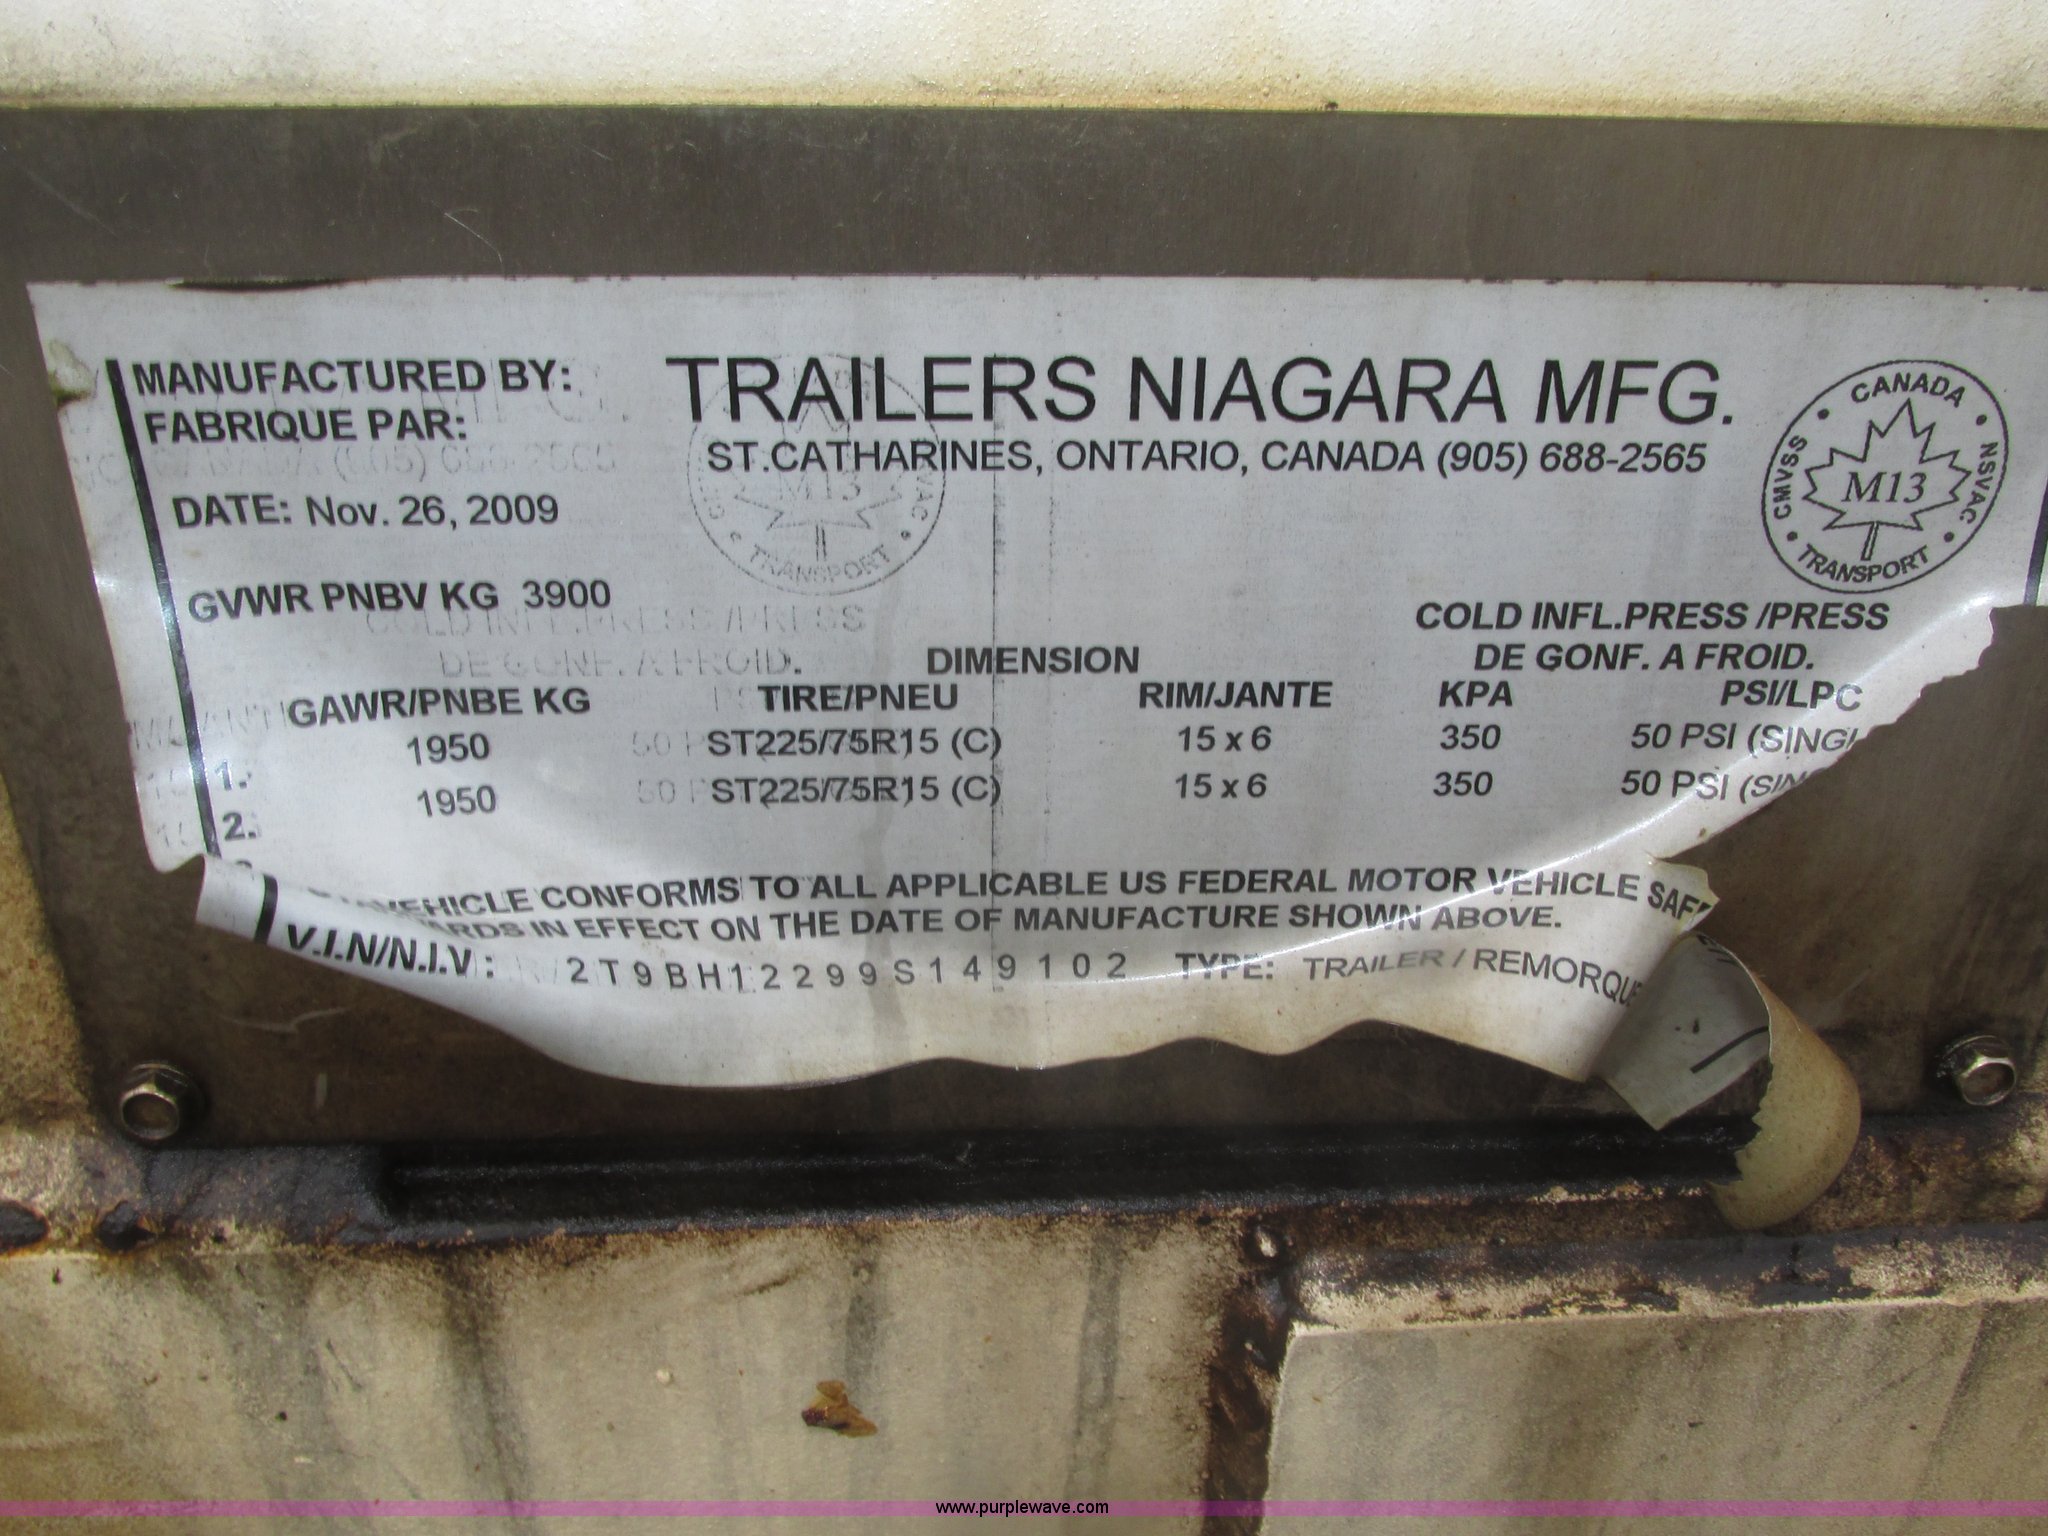 MANUFACTURED BY: TRAILERS NIAGARA MFG.
FABRIQUE PAR: ST.CATHARINES, ONTARIO, CANADA (905) 688-2565
CANADA
CMVSS
M13
NSVAC
TRANSPORT
DATE: Nov. 26, 2009
GVWR PNBV KG 3900
COLD INFL.PRESS /PRESS
DE GONF. A FROID.
DIMENSION
GAWR/PNBE KG TIRE/PNEU RIM/JANTE KPA PSI/LPC
1. 1950 ST225/75R15 (C) 15 x 6 350 50 PSI
2. 1950 ST225/75R15 (C) 15 x 6 350 50 PSI
VEHICLE CONFORMS TO ALL APPLICABLE US FEDERAL MOTOR VEHICLE
IN EFFECT ON THE DATE OF MANUFACTURE SHOWN ABOVE.
V.I.N/N.I.V : 2T9BH12299S149102 TYPE: TRAILER / REMORQUE
www.purplewave.com